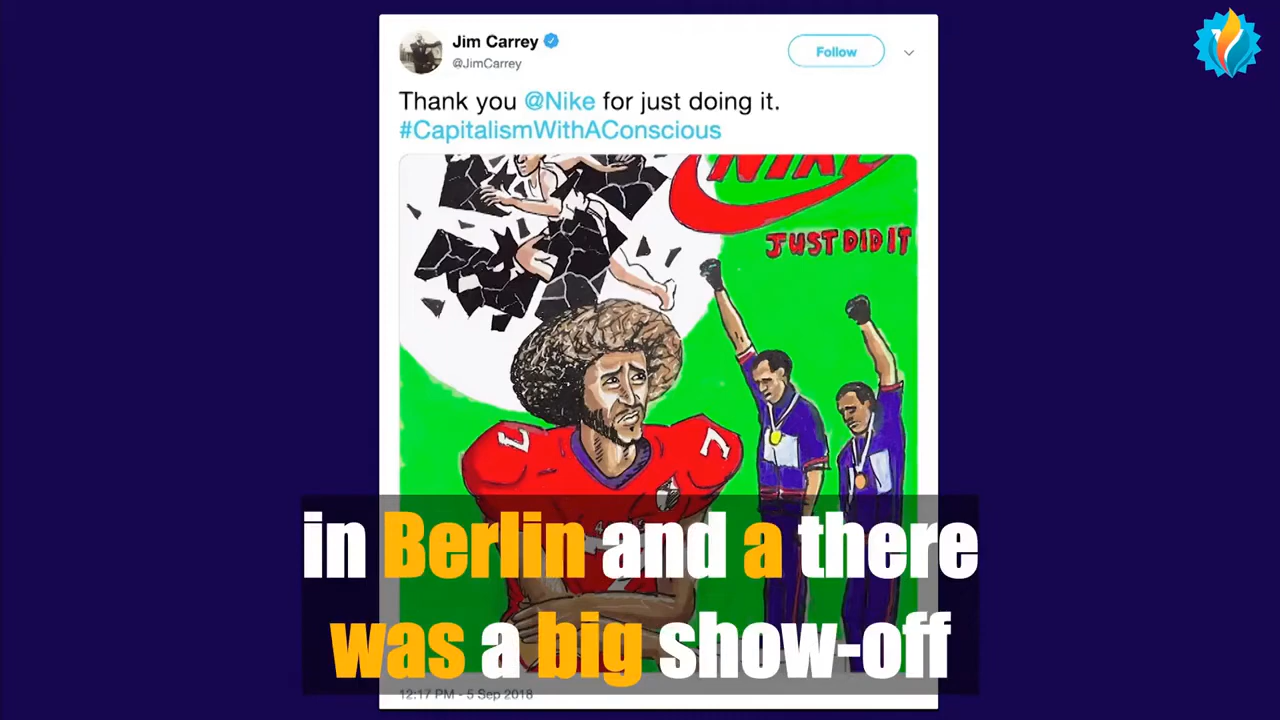 Jim Carrey
@JimCarrey
Follow
Thank you @Nike for just doing it.
#CapitalismWithAConscious
NIKE
JUST DID IT
7
7
in Berlin and a there
was a big show-off
12:17 PM - 5 Sep 2018